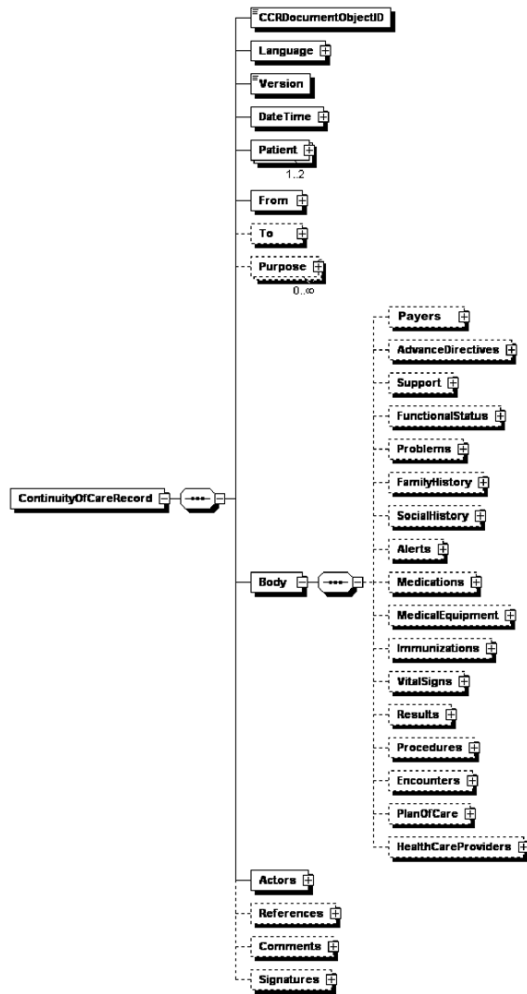 CCRDocumentObjectID
Language
Version
DateTime
Patient
1..2
From
To
Purpose
0..∞
Payers
AdvanceDirectives
Support
FunctionalStatus
Problems
FamilyHistory
ContinuityOfCareRecord
SocialHistory
Alerts
Body
Medications
MedicalEquipment
Immunizations
VitalSigns
Results
Procedures
Encounters
PlanOfCare
HealthCareProviders
Actors
References
Comments
Signatures